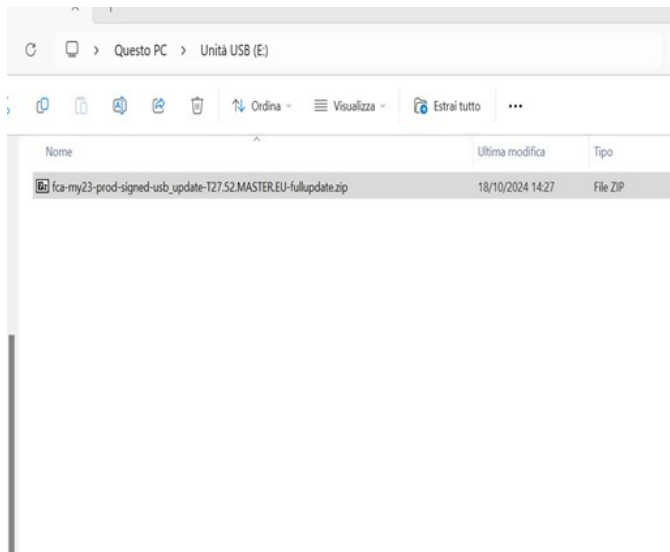 Questo PC > Unità USB (E:)
Ordina Visualizza Estrai tutto
Nome Ultima modifica Tipo
fca-my23-prod-signed-usb_update-T27.52.MASTER.EU-fullupdate.zip 18/10/2024 14:27 File ZIP